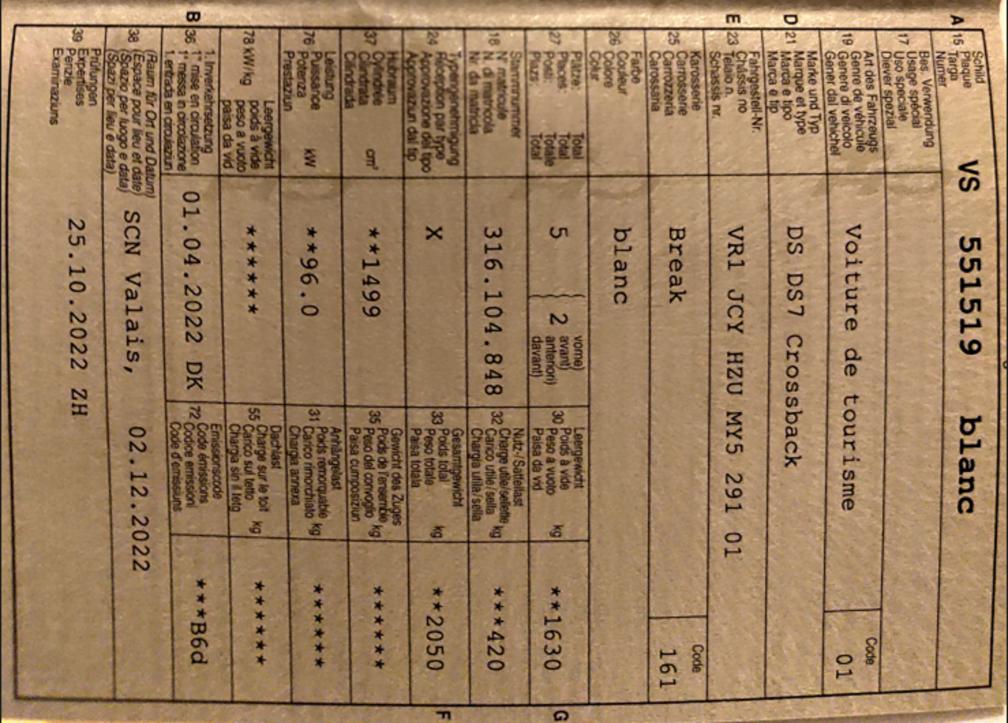 A
15 Schild
Plaque
Targa
Numer
VS 551519 blanc
17 Bes. Verwendung
Usage spécial
Uso speciale
Diever spezial
19 Art des Fahrzeugs
Genre de véhicule
Genere di veicolo
Gener dal vehichel
Voiture de tourisme
Code
01
D
21 Marke und Typ
Marque et type
Marca e tipo
Marca e tip
DS DS7 Crossback
E
23 Fahrgestell-Nr.
Châssis no
Telaio n.
Schassis nr.
VR1 JCY HZU MY5 291 01
25 Karosserie
Carrosserie
Carrozzeria
Carossaria
Break
Code
161
26 Farbe
Couleur
Colore
Colur
blanc
27 Plätze: Total
Places: Total
Posti: Totale
Plazs: Total
5
2
vorne)
avant)
anteriori)
davant)
30 Leergewicht
Poids à vide
Peso a vuoto kg
Paisa da vid
**1630
G
18 Stammnummer
N° matricule
N. di matricola
Nr. da matricla
316.104.848
32 Nutz-/Sattellast
Charge utile/sellette
Carico utile/sella kg
Chargia utila/sella
***420
24 Typengenehmigung
Réception par type
Approvazione del tipo
Approvaziun dal tip
X
33 Gesamtgewicht
Poids total
Peso totale kg
Paisa totala
**2050
F
37 Hubraum
Cylindrée
Cilindrata cm³
Cilindrada
**1499
35 Gewicht des Zuges
Poids de l'ensemble
Peso del convoglio kg
Paisa cumposiziun
******
76 Leistung
Puissance
Potenza kW
Prestaziun
**96.0
31 Anhängelast
Poids remorquable
Carico rimorchiato kg
Chargia annexa
******
78 kW/kg
Leergewicht
poids à vide
peso a vuoto
paisa da vid
******
55 Dachlast
Charge sur le toit
Carico sul tetto kg
Chargia sin il tetg
******
B
36 1. Inverkehrsetzung
1re mise en circulation
1a messa in circolazione
1. entrada en circulaziun
01.04.2022 DK
72 Emissionscode
Code émissions
Codice emissioni
Code d'emissiuns
***B6d
38 (Raum für Ort und Datum)
(Espace pour lieu et date)
(Spazio per luogo e data)
(Spazi per lieu e data)
SCN Valais, 02.12.2022
39 Prüfungen
Expertises
Perizie
Examinaziuns
25.10.2022 ZH